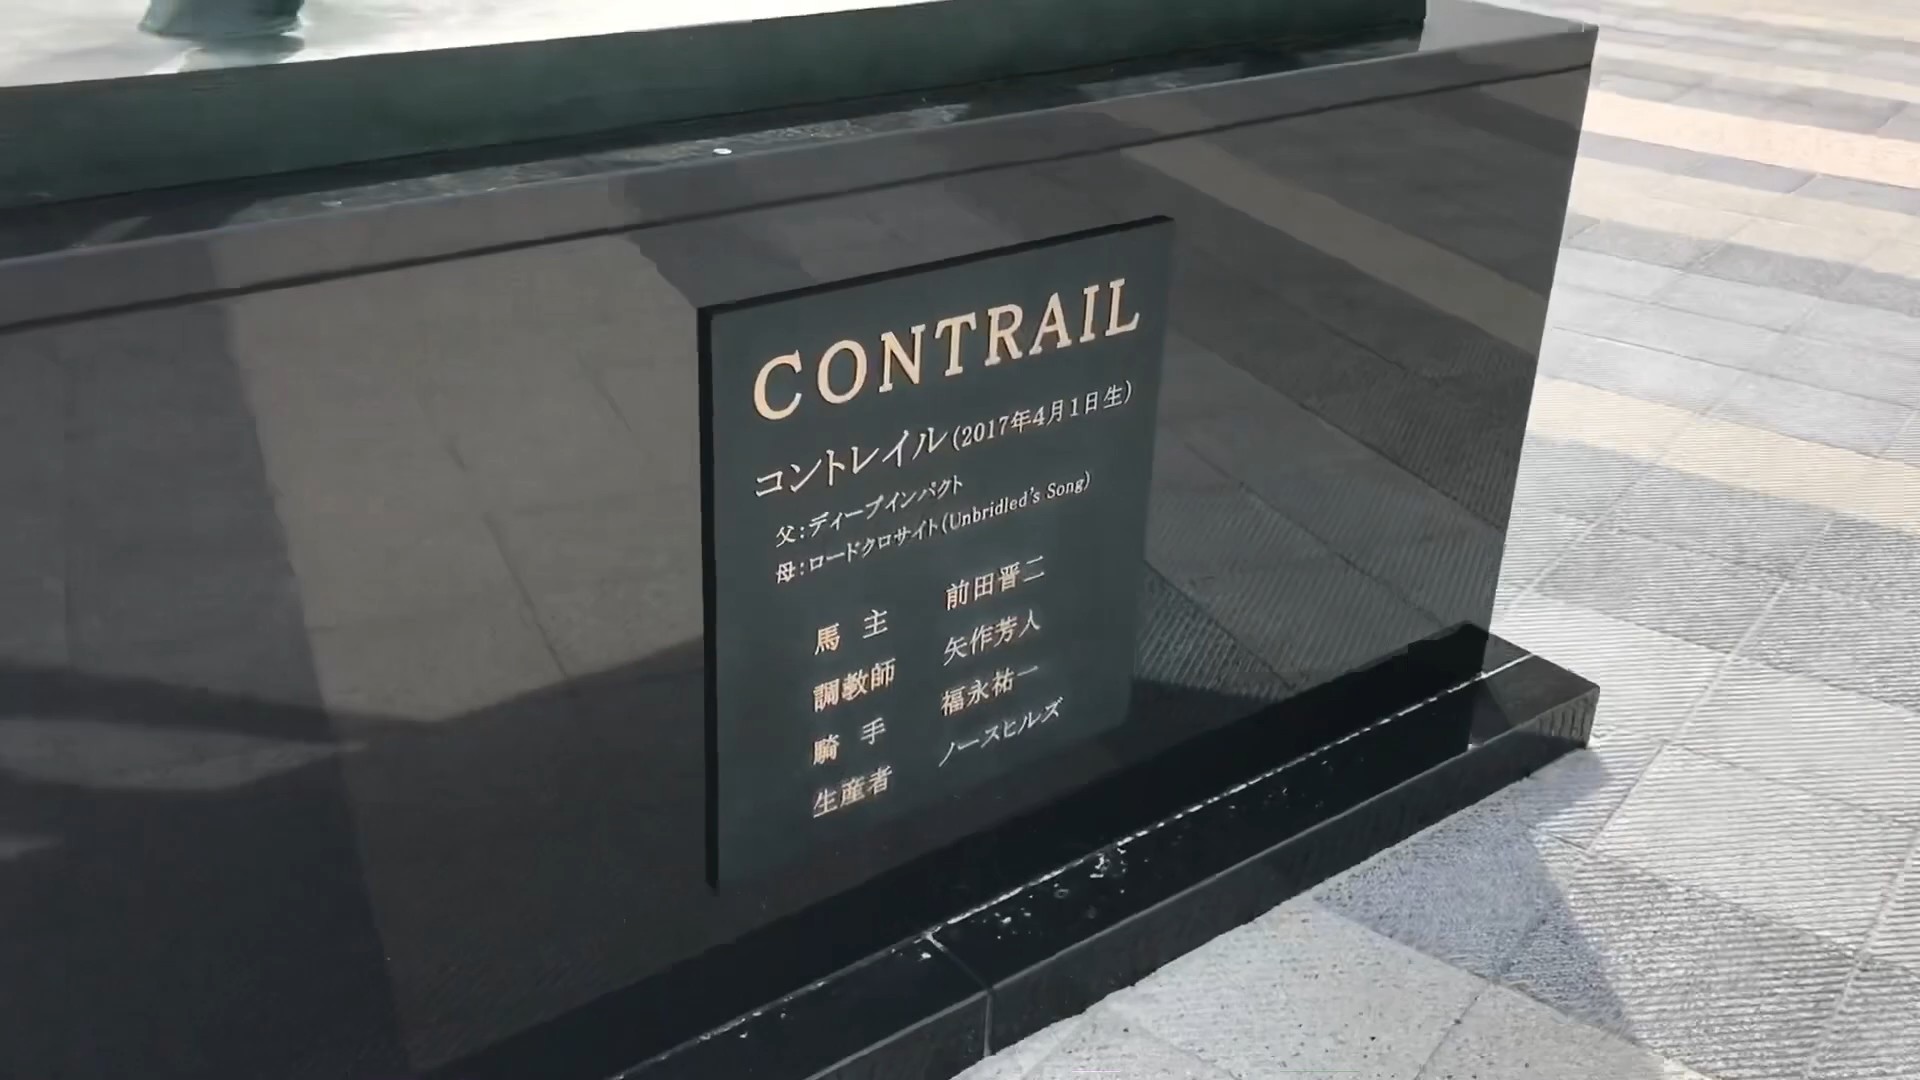 CONTRAIL
コントレイル(2017年4月1日生)
父:ディープインパクト
母:ロードクロサイト(Unbridled's Song)
馬 主 前田晋二
調教師 矢作芳人
騎 手 福永祐一
生産者 ノースヒルズ